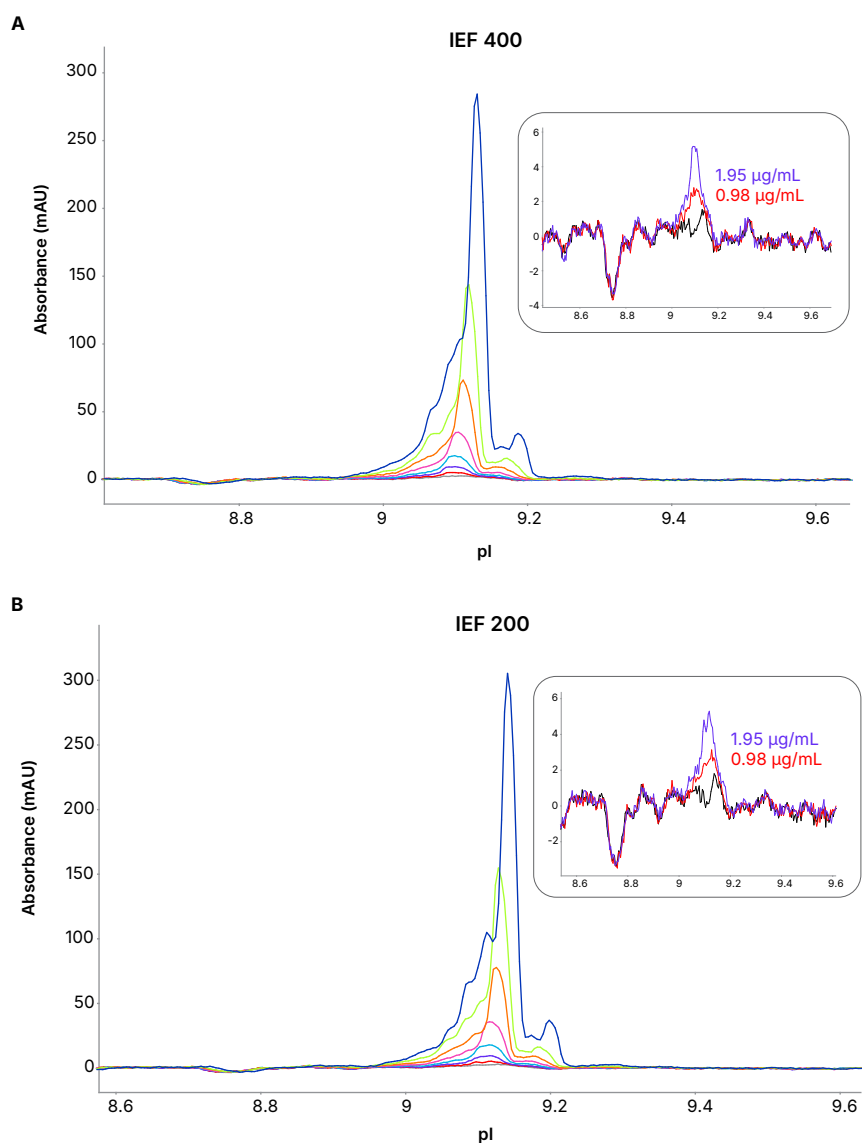 A
IEF 400
Absorbance (mAU)
300
250
200
150
100
50
0
8.8 9 9.2 9.4 9.6
pI
6
4
2
0
-2
-4
8.6 8.8 9 9.2 9.4 9.6
1.95 µg/mL
0.98 µg/mL
B
IEF 200
Absorbance (mAU)
300
250
200
150
100
50
0
8.6 8.8 9 9.2 9.4 9.6
pI
6
4
2
0
-2
8.6 8.8 9 9.2 9.4 9.6
1.95 µg/mL
0.98 µg/mL